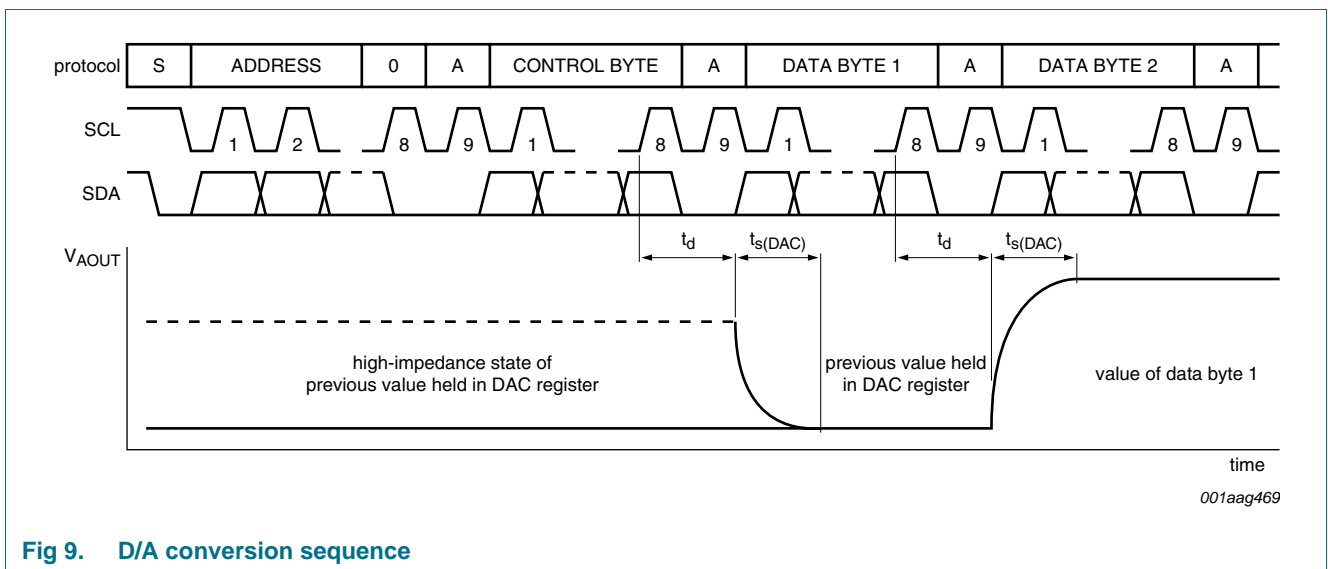 protocol S ADDRESS 0 A CONTROL BYTE A DATA BYTE 1 A DATA BYTE 2 A
SCL 1 2 8 9 1 8 9 1 8 9 1 8 9
SDA
td ts(DAC) td ts(DAC)
VAOUT
high-impedance state of
previous value held in DAC register
previous value held
in DAC register
value of data byte 1
time
001aag469
Fig 9. D/A conversion sequence